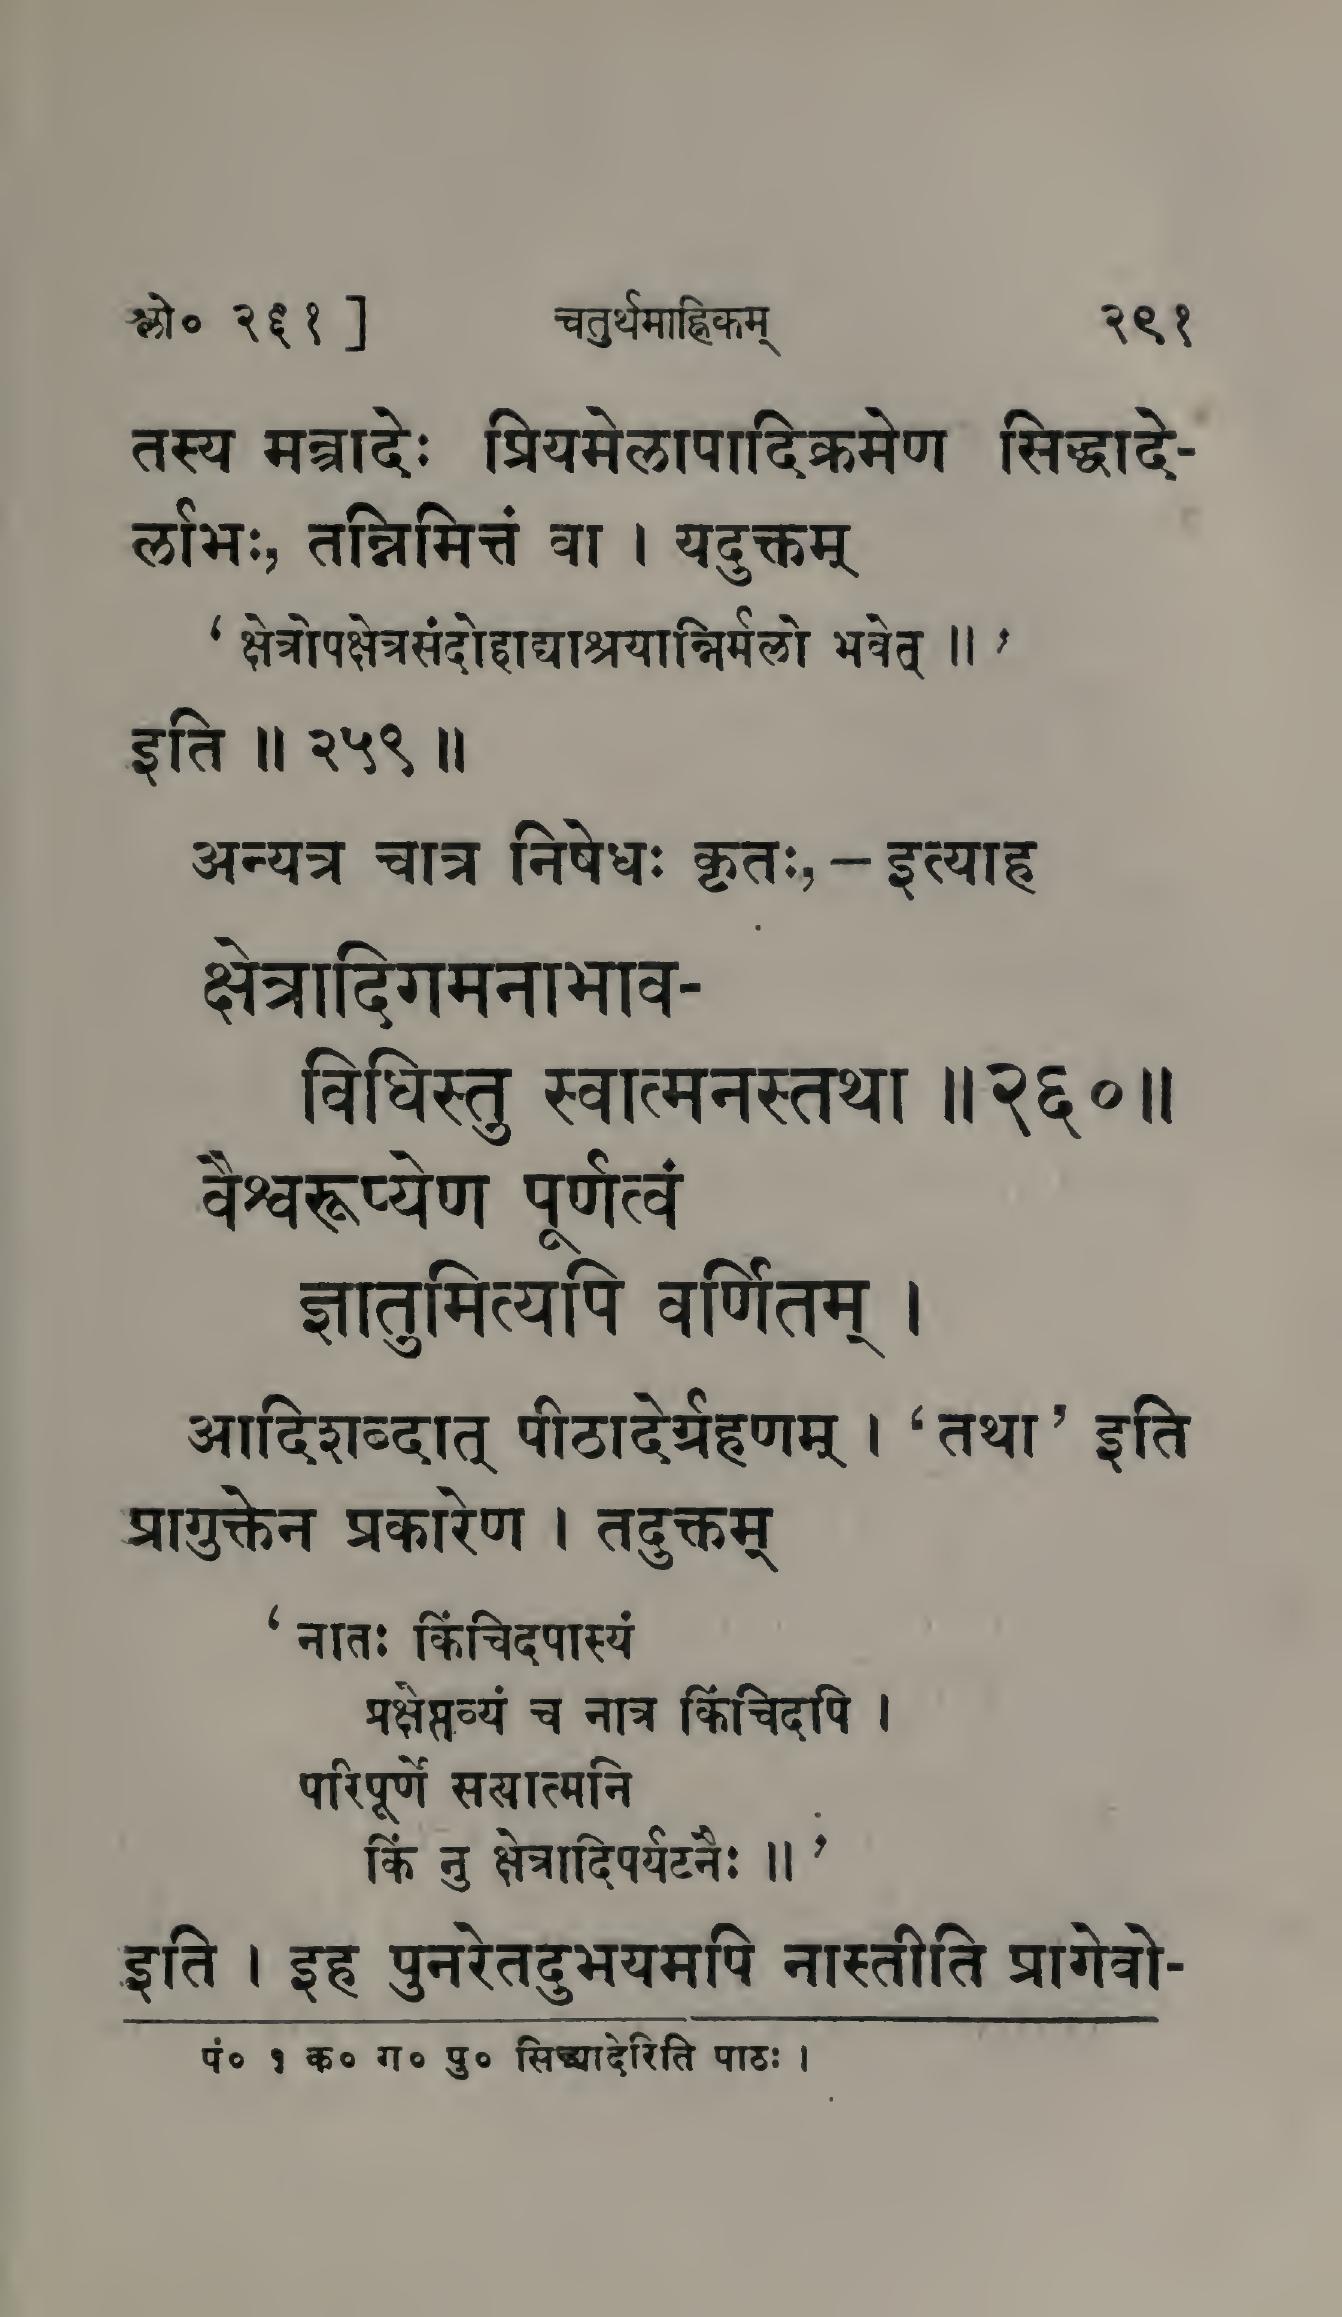 श्लो० २६१ ] चतुर्थमाह्निकम् २९१
तस्य मन्त्रादेः प्रियमेलापादिक्रमेण सिद्धादे-
र्लाभः, तन्निमित्तं वा । यदुक्तम्
‘ क्षेत्रोपक्षेत्रसंदोहाद्याश्रयान्निर्मलो भवेत् ॥ ’
इति ॥ २५९ ॥
अन्यत्र चात्र निषेधः कृतः, – इत्याह
क्षेत्रादिगमनाभाव-
विधिस्तु स्वात्मनस्तथा ॥२६०॥
वैश्वरूप्येण पूर्णत्वं
ज्ञातुमित्यपि वर्णितम् ।
आदिशब्दात् पीठादेर्ग्रहणम् । ‘ तथा ’ इति
प्रागुक्तेन प्रकारेण । तदुक्तम्
‘ नातः किंचिदपास्यं
प्रक्षेप्तव्यं च नात्र किंचिदपि ।
परिपूर्णे सत्यात्मनि
किं नु क्षेत्रादिपर्यटनैः ॥ ’
इति । इह पुनरेतदुभयमपि नास्तीति प्रागेवो-
पं० १ क० ग० पु० सिद्ध्यादेरिति पाठः ।